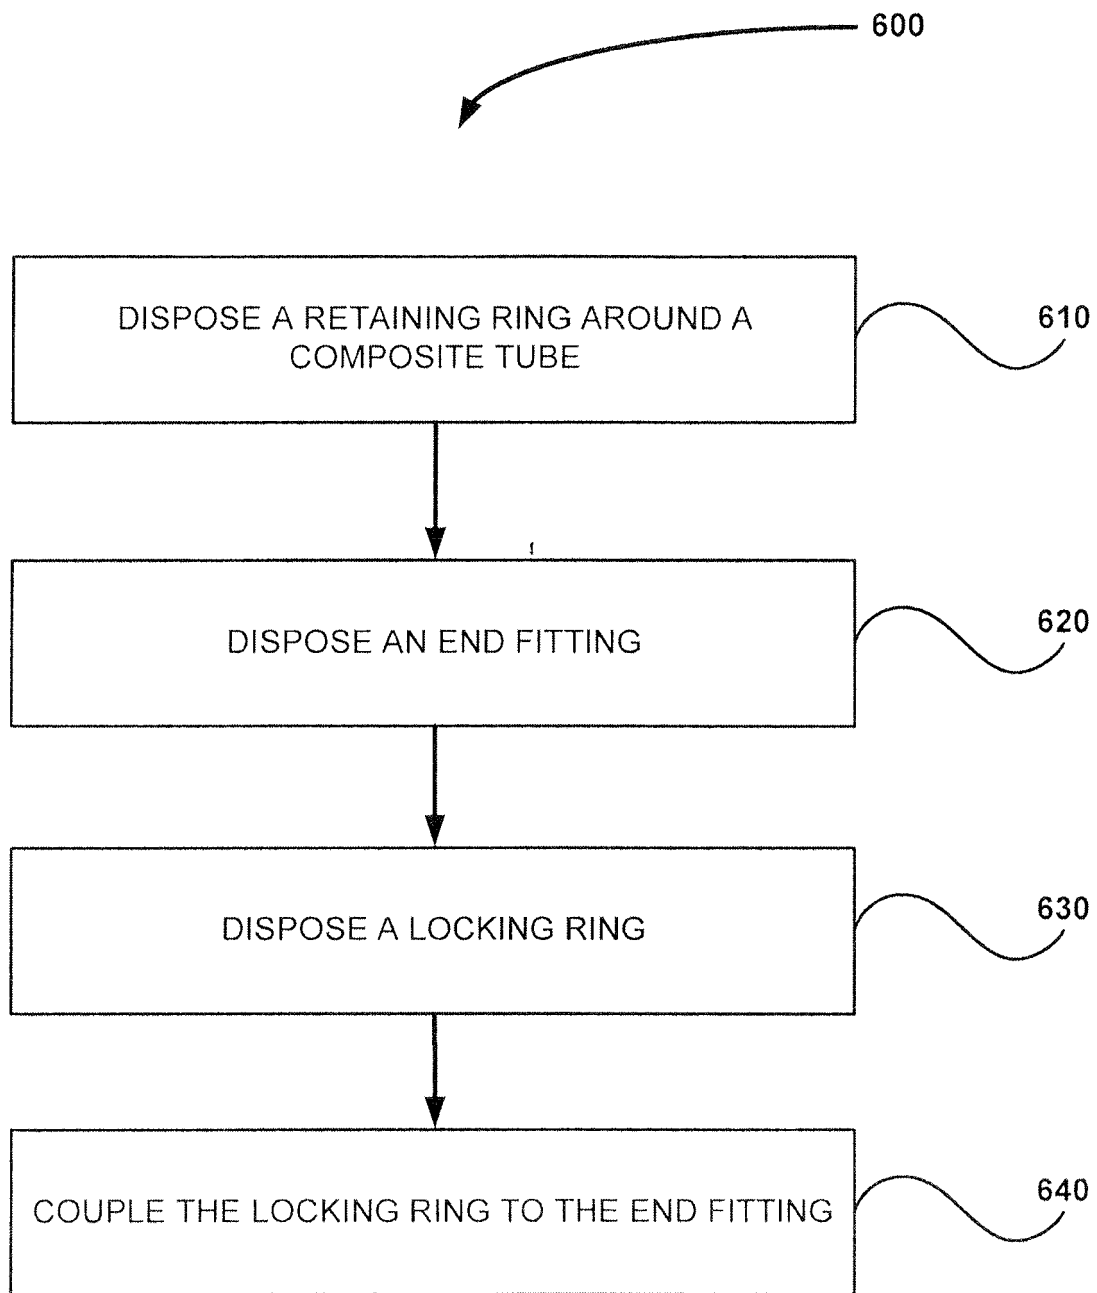 600
DISPOSE A RETAINING RING AROUND A
COMPOSITE TUBE
610
DISPOSE AN END FITTING
620
DISPOSE A LOCKING RING
630
COUPLE THE LOCKING RING TO THE END FITTING
640